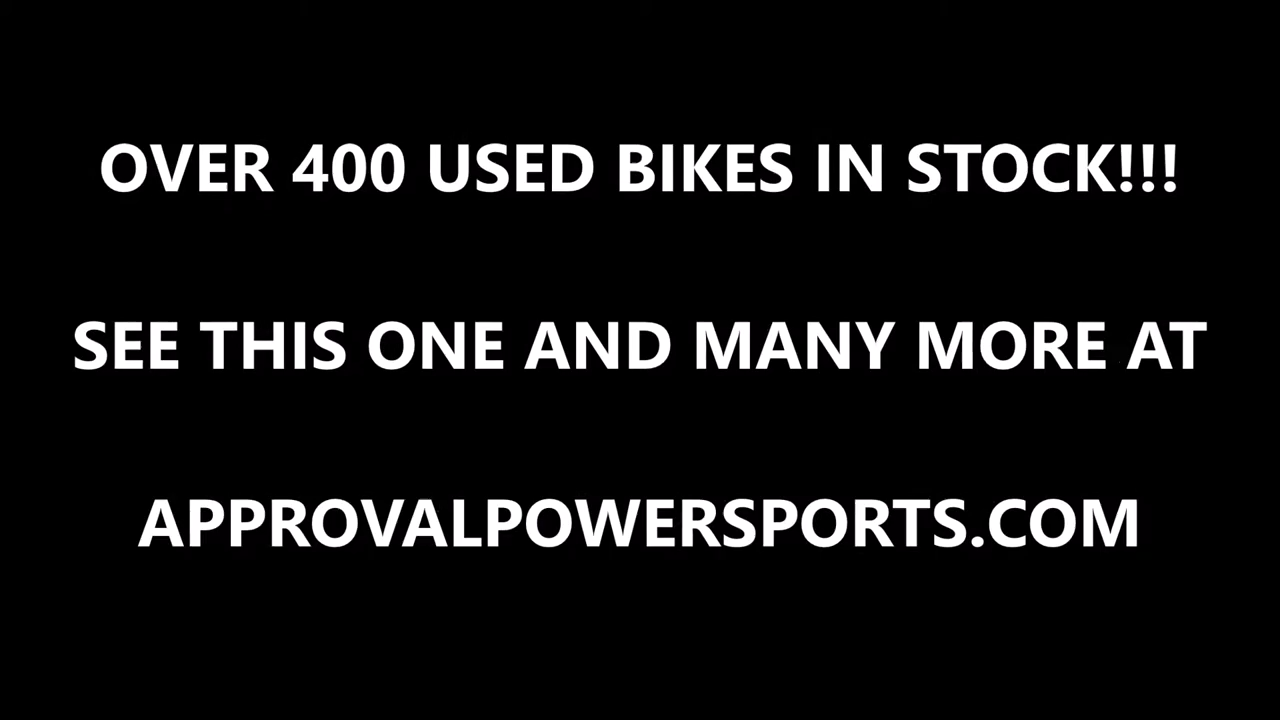 OVER 400 USED BIKES IN STOCK!!!
SEE THIS ONE AND MANY MORE AT
APPROVALPOWERSPORTS.COM